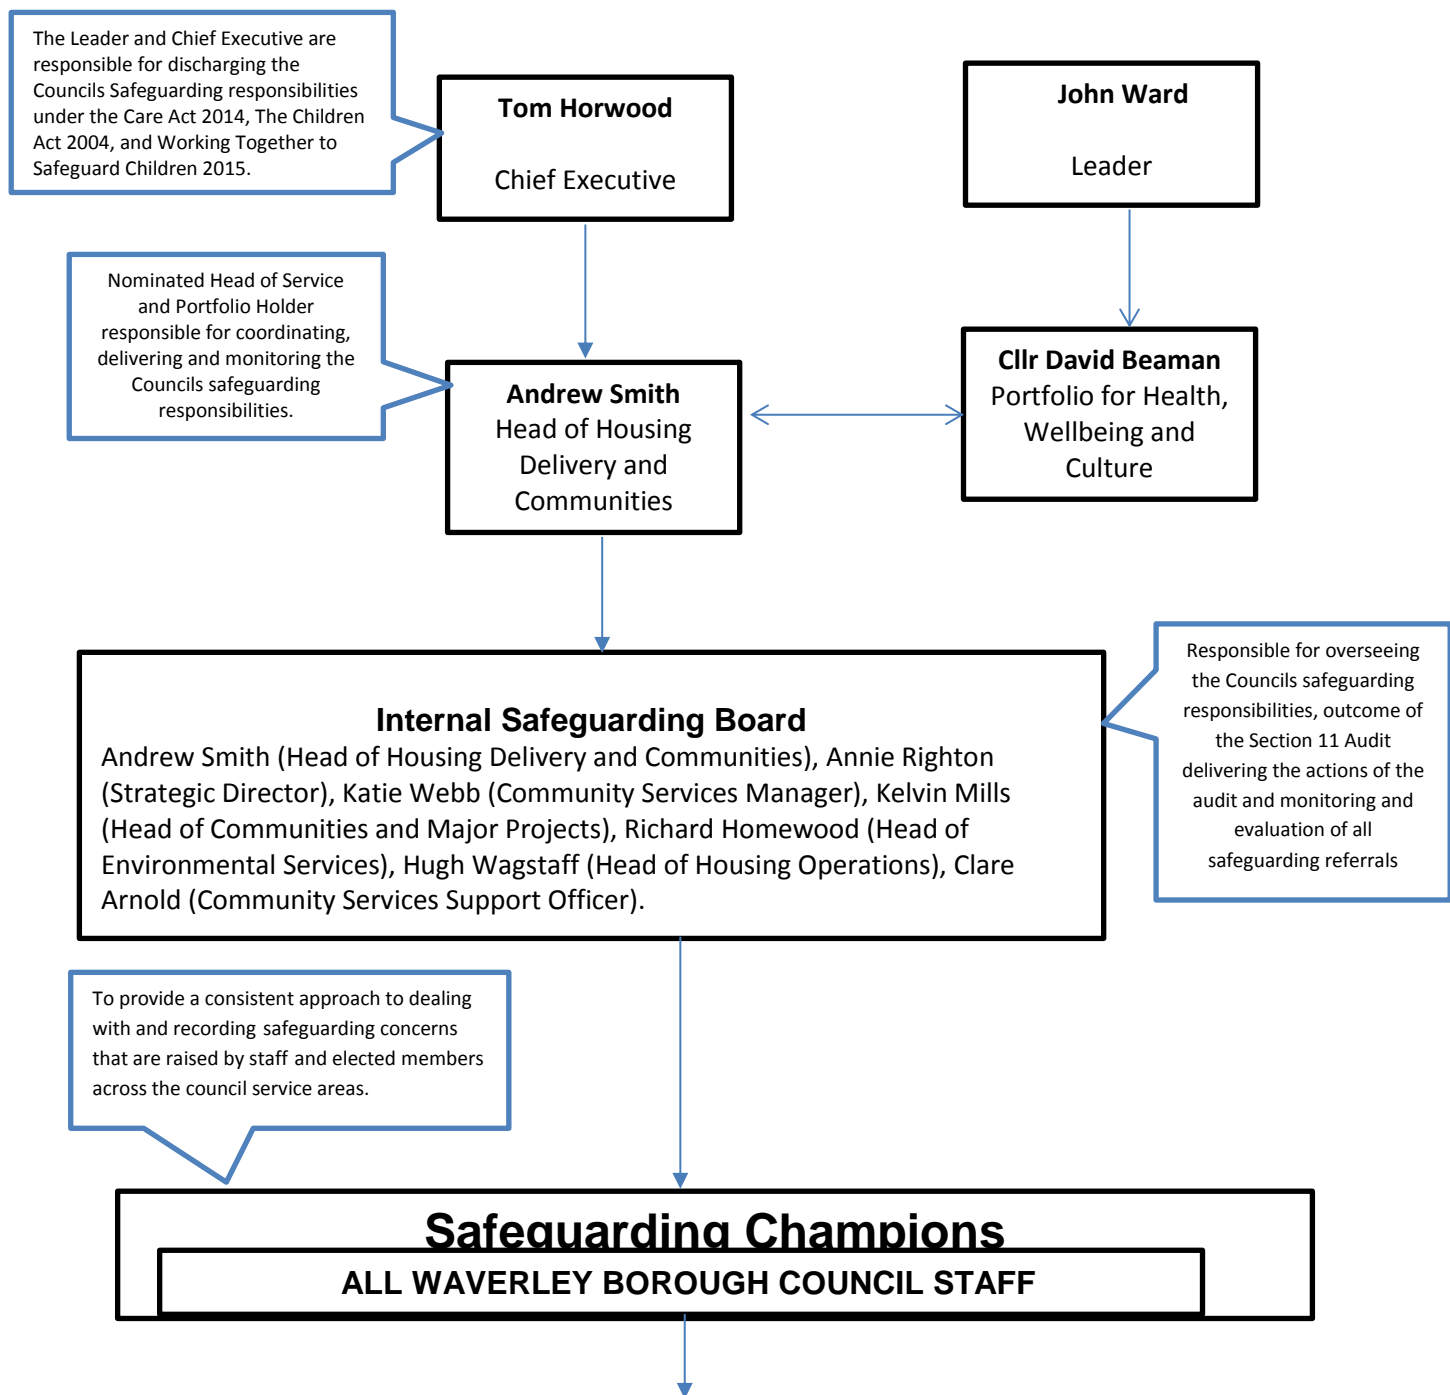 The Leader and Chief Executive are
responsible for discharging the
Councils Safeguarding responsibilities
under the Care Act 2014, The Children
Act 2004, and Working Together to
Safeguard Children 2015.
Tom Horwood
Chief Executive
John Ward
Leader
Nominated Head of Service
and Portfolio Holder
responsible for coordinating,
delivering and monitoring the
Councils safeguarding
responsibilities.
Andrew Smith
Head of Housing
Delivery and
Communities
Cllr David Beaman
Portfolio for Health,
Wellbeing and
Culture
Internal Safeguarding Board
Andrew Smith (Head of Housing Delivery and Communities), Annie Righton
(Strategic Director), Katie Webb (Community Services Manager), Kelvin Mills
(Head of Communities and Major Projects), Richard Homewood (Head of
Environmental Services), Hugh Wagstaff (Head of Housing Operations), Clare
Arnold (Community Services Support Officer).
Responsible for overseeing
the Councils safeguarding
responsibilities, outcome of
the Section 11 Audit
delivering the actions of the
audit and monitoring and
evaluation of all
safeguarding referrals
To provide a consistent approach to dealing
with and recording safeguarding concerns
that are raised by staff and elected members
across the council service areas.
Safeguarding Champions
ALL WAVERLEY BOROUGH COUNCIL STAFF